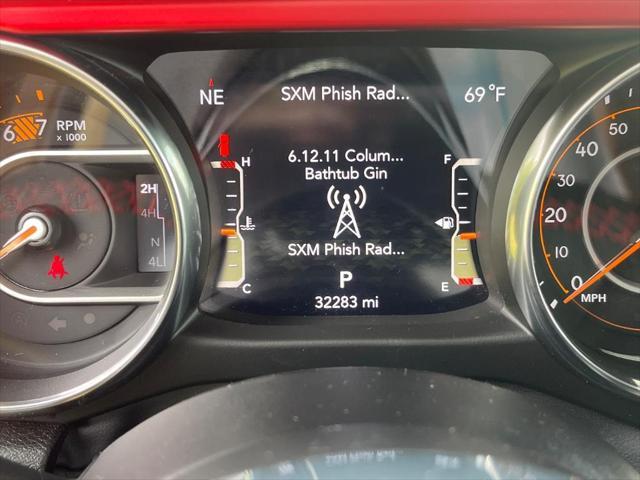 NE SXM Phish Rad... 69°F
6 7 RPM
x 1000
H 6.12.11 Colum... F
Bathtub Gin
2H
4H
N
4L
SXM Phish Rad...
P
C 32283 mi E
50
40
30
20
10
0
MPH